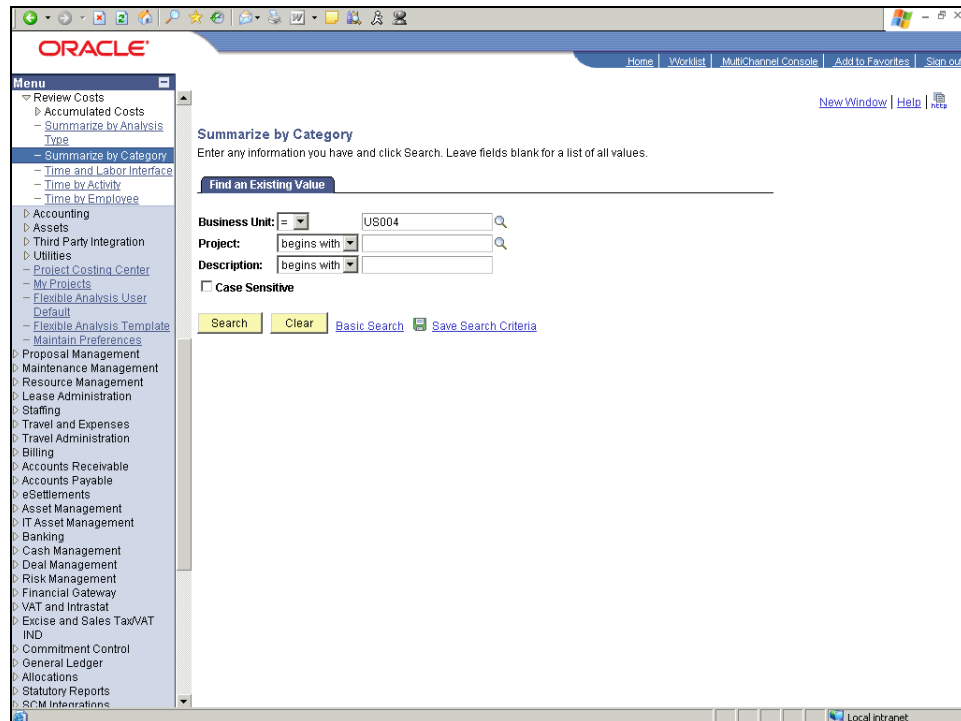 ORACLE'
Home | Worklist | MultiChannel Console | Add to Favorites | Sign out
Menu
Review Costs
Accumulated Costs
Summarize by Analysis
Type
Summarize by Category
Time and Labor Interface
Time by Activity
Time by Employee
Accounting
Assets
Third Party Integration
Utilities
Project Costing Center
My Projects
Flexible Analysis User
Default
Flexible Analysis Template
Maintain Preferences
Proposal Management
Maintenance Management
Resource Management
Lease Administration
Staffing
Travel and Expenses
Travel Administration
Billing
Accounts Receivable
Accounts Payable
eSettlements
Asset Management
IT Asset Management
Banking
Cash Management
Deal Management
Risk Management
Financial Gateway
VAT and Intrastat
Excise and Sales Tax/VAT
IND
Commitment Control
General Ledger
Allocations
Statutory Reports
SCM Integrations
New Window | Help | http
Summarize by Category
Enter any information you have and click Search. Leave fields blank for a list of all values.
Find an Existing Value
Business Unit: = US004
Project: begins with
Description: begins with
Case Sensitive
Search Clear Basic Search Save Search Criteria
Local intranet